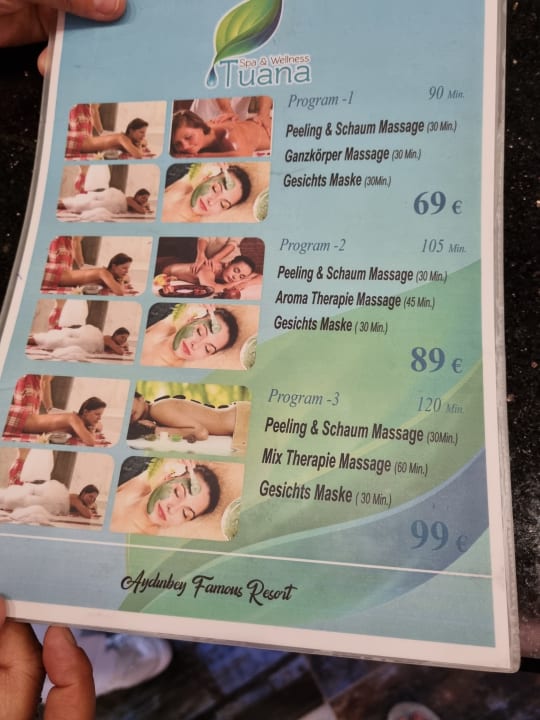 Spa & Wellness
Tuana
Program -1 90 Min.
Peeling & Schaum Massage (30 Min.)
Ganzkörper Massage (30 Min.)
Gesichts Maske (30Min.)
69 €
Program -2 105 Min.
Peeling & Schaum Massage (30 Min.)
Aroma Therapie Massage (45 Min.)
Gesichts Maske ( 30 Min.)
89 €
Program -3 120 Min.
Peeling & Schaum Massage (30Min.)
Mix Therapie Massage (60 Min.)
Gesichts Maske ( 30 Min.)
99 €
Aydınbey Famous Resort